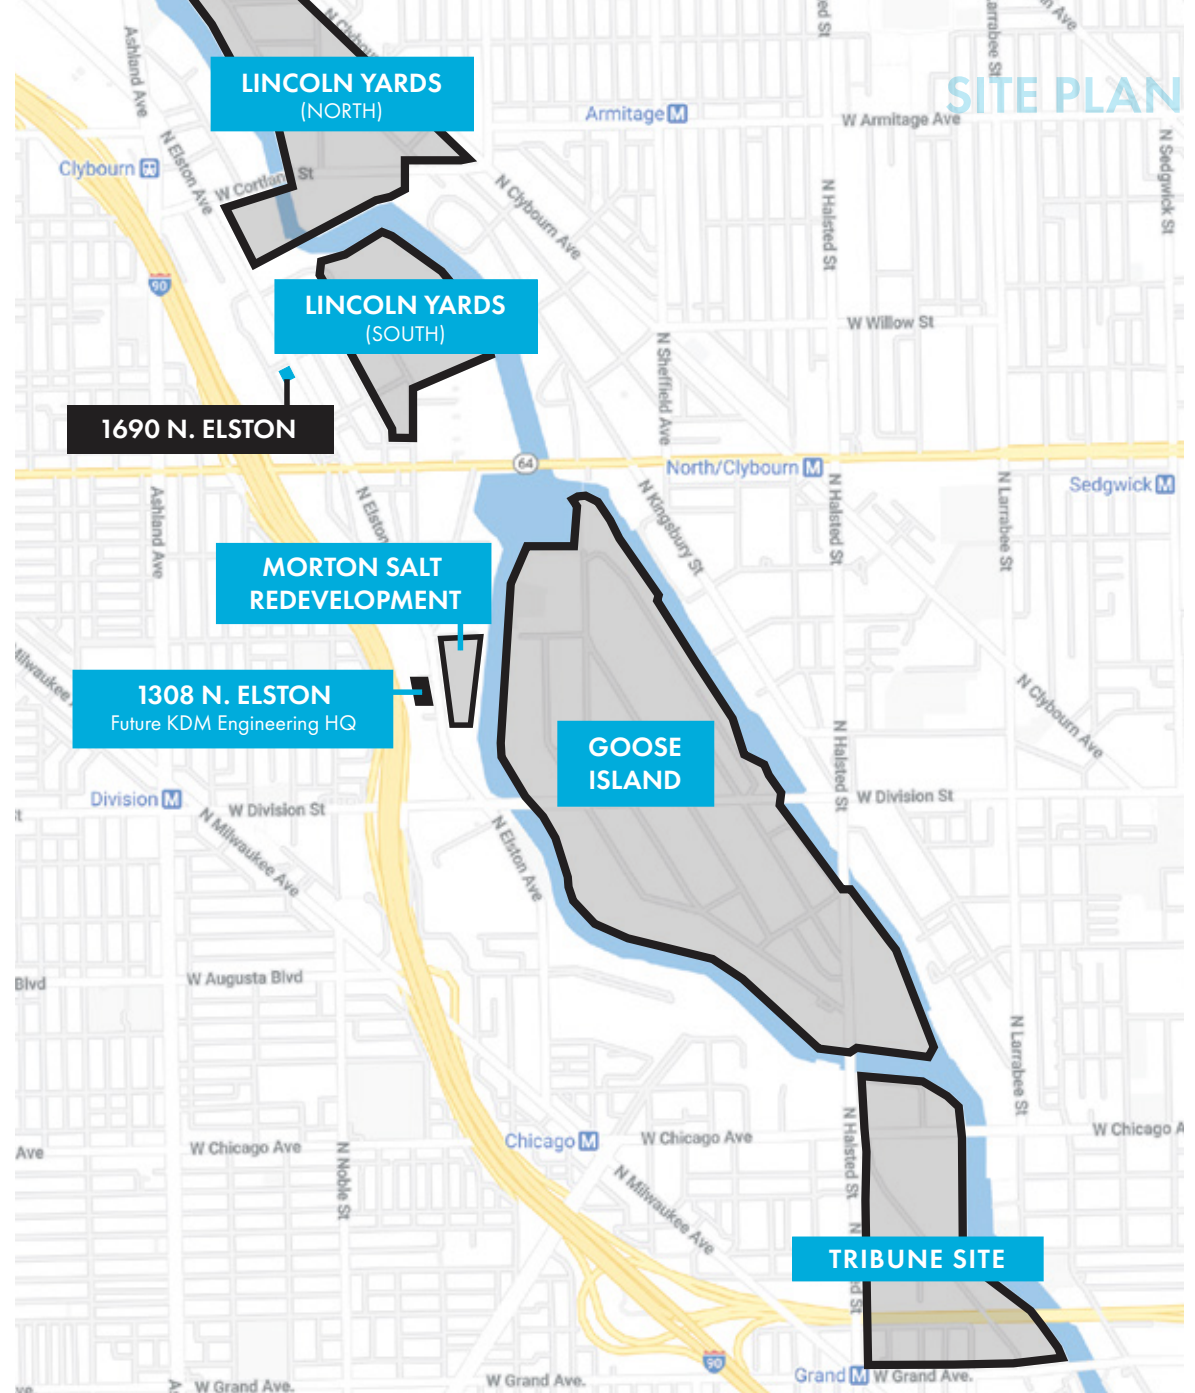 N Clybourn
Ashland Ave
LINCOLN YARDS
(NORTH)
SITE PLAN
Armitage M
W Armitage Ave
Clybourn
N Elston Ave
W Cortland St
N Clybourn Ave
N Halsted St
N Sedgwick St
90
LINCOLN YARDS
(SOUTH)
W Willow St
N Sheffield Ave
1690 N. ELSTON
64
North/Clybourn M
Sedgwick M
Ashland Ave
N Elston
N Kingsbury St
N Halsted St
N Larrabee St
MORTON SALT
REDEVELOPMENT
Milwaukee
1308 N. ELSTON
Future KDM Engineering HQ
N Clybourn Ave
GOOSE
ISLAND
N Halsted St
Division M
W Division St
W Division St
N Milwaukee Ave
N Elston Ave
Blvd
W Augusta Blvd
N Larrabee St
Ave
W Chicago Ave
N Noble St
Chicago M
W Chicago Ave
N Halsted St
W Chicago A
N Milwaukee Ave
TRIBUNE SITE
90
W Grand Ave.
W Grand Ave.
Grand M
W Grand Ave.